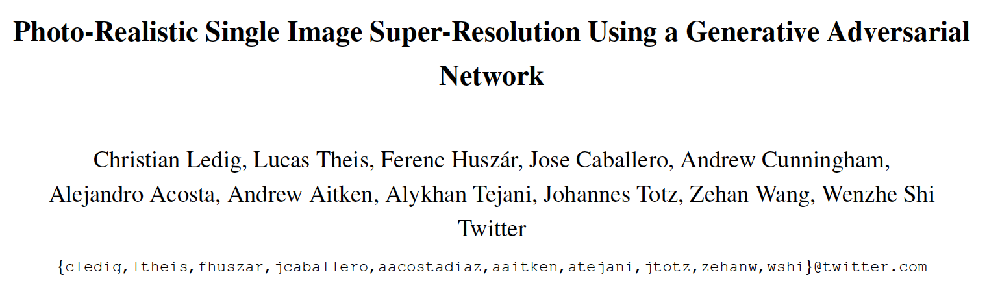 Photo-Realistic Single Image Super-Resolution Using a Generative Adversarial
Network
Christian Ledig, Lucas Theis, Ferenc Huszár, Jose Caballero, Andrew Cunningham,
Alejandro Acosta, Andrew Aitken, Alykhan Tejani, Johannes Totz, Zehan Wang, Wenzhe Shi
Twitter
{cledig,ltheis,fhuszar,jcaballero,aacostadiaz,aaitken,atejani,jtotz,zehanw,wshi}@twitter.com